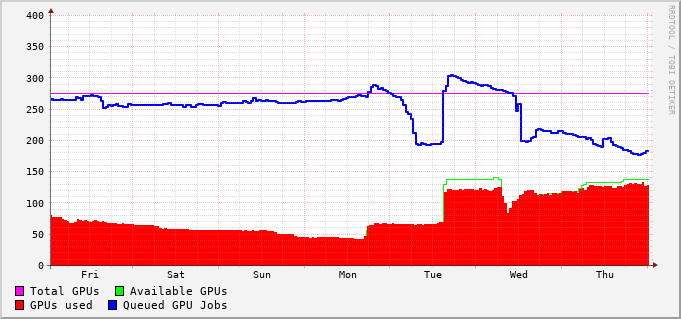 400
350
300
250
200
150
100
50
0
Fri Sat Sun Mon Tue Wed Thu
Total GPUs Available GPUs
GPUs used Queued GPU Jobs
RRDTOOL / TOBI OETIKER